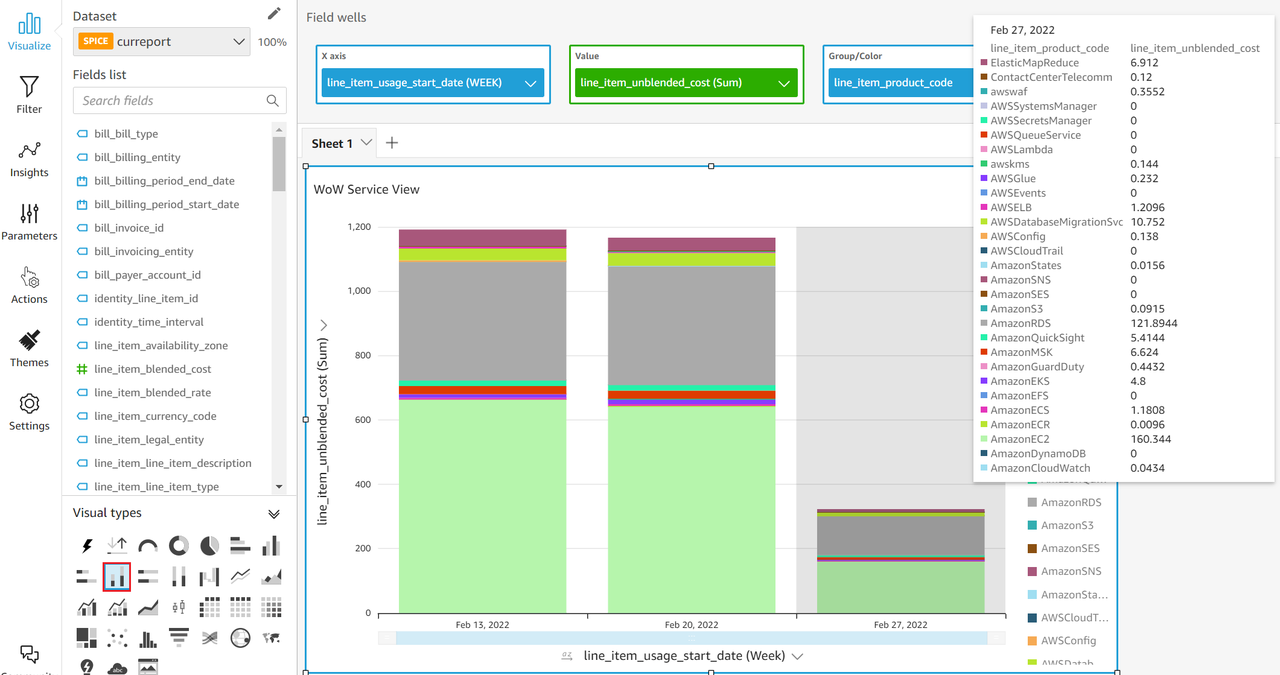 Visualize
Filter
Insights
Parameters
Actions
Themes
Settings
Dataset
SPICE curreport
100%
Fields list
Search fields
bill_bill_type
bill_billing_entity
bill_billing_period_end_date
bill_billing_period_start_date
bill_invoice_id
bill_invoicing_entity
bill_payer_account_id
identity_line_item_id
identity_time_interval
line_item_availability_zone
line_item_blended_cost
line_item_blended_rate
line_item_currency_code
line_item_legal_entity
line_item_line_item_description
line_item_line_item_type
Visual types
abc
Field wells
X axis
line_item_usage_start_date (WEEK)
Value
line_item_unblended_cost (Sum)
Group/Color
line_item_product_code
Sheet 1
WoW Service View
line_item_unblended_cost (Sum)
1,200
1,000
800
600
400
200
0
Feb 13, 2022
Feb 20, 2022
Feb 27, 2022
line_item_usage_start_date (Week)
Feb 27, 2022
line_item_product_code line_item_unblended_cost
ElasticMapReduce 6.912
ContactCenterTelecomm 0.12
awswaf 0.3552
AWSSystemsManager 0
AWSSecretsManager 0
AWSQueueService 0
AWSLambda 0
awskms 0.144
AWSGlue 0.232
AWSEvents 0
AWSELB 1.2096
AWSDatabaseMigrationSvc 10.752
AWSConfig 0.138
AWSCloudTrail 0
AmazonStates 0.0156
AmazonSNS 0
AmazonSES 0
AmazonS3 0.0915
AmazonRDS 121.8944
AmazonQuickSight 5.4144
AmazonMSK 6.624
AmazonGuardDuty 0.4432
AmazonEKS 4.8
AmazonEFS 0
AmazonECS 1.1808
AmazonECR 0.0096
AmazonEC2 160.344
AmazonDynamoDB 0
AmazonCloudWatch 0.0434
AmazonRDS
AmazonS3
AmazonSES
AmazonSNS
AmazonSta...
AWSCloudT...
AWSConfig